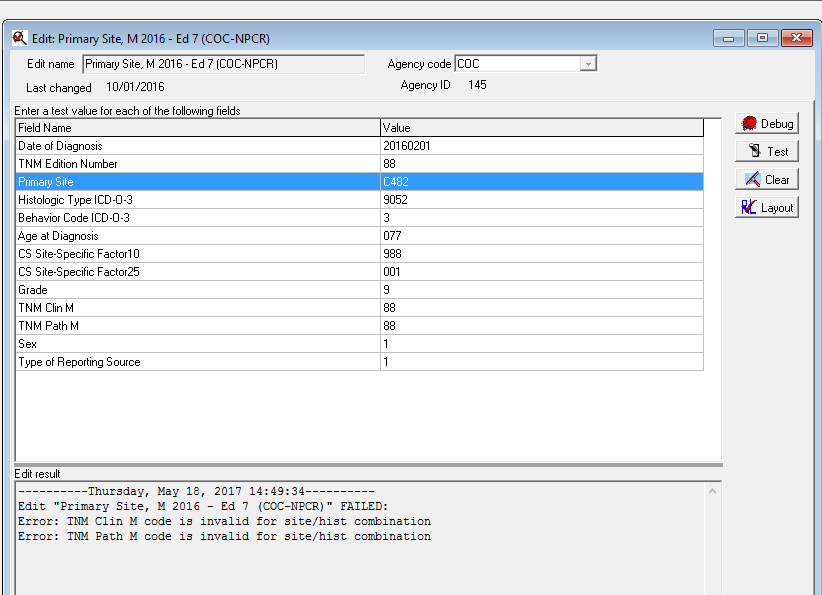 Edit: Primary Site, M 2016 - Ed 7 (COC-NPCR)
Edit name Primary Site, M 2016 - Ed 7 (COC-NPCR) Agency code COC
Last changed 10/01/2016 Agency ID 145
Enter a test value for each of the following fields
Field Name Value
Date of Diagnosis 20160201
TNM Edition Number 88
Primary Site C482
Histologic Type ICD-O-3 9052
Behavior Code ICD-O-3 3
Age at Diagnosis 077
CS Site-Specific Factor10 988
CS Site-Specific Factor25 001
Grade 9
TNM Clin M 88
TNM Path M 88
Sex 1
Type of Reporting Source 1
Debug
Test
Clear
Layout
Edit result
----------Thursday, May 18, 2017 14:49:34----------
Edit "Primary Site, M 2016 - Ed 7 (COC-NPCR)" FAILED:
Error: TNM Clin M code is invalid for site/hist combination
Error: TNM Path M code is invalid for site/hist combination